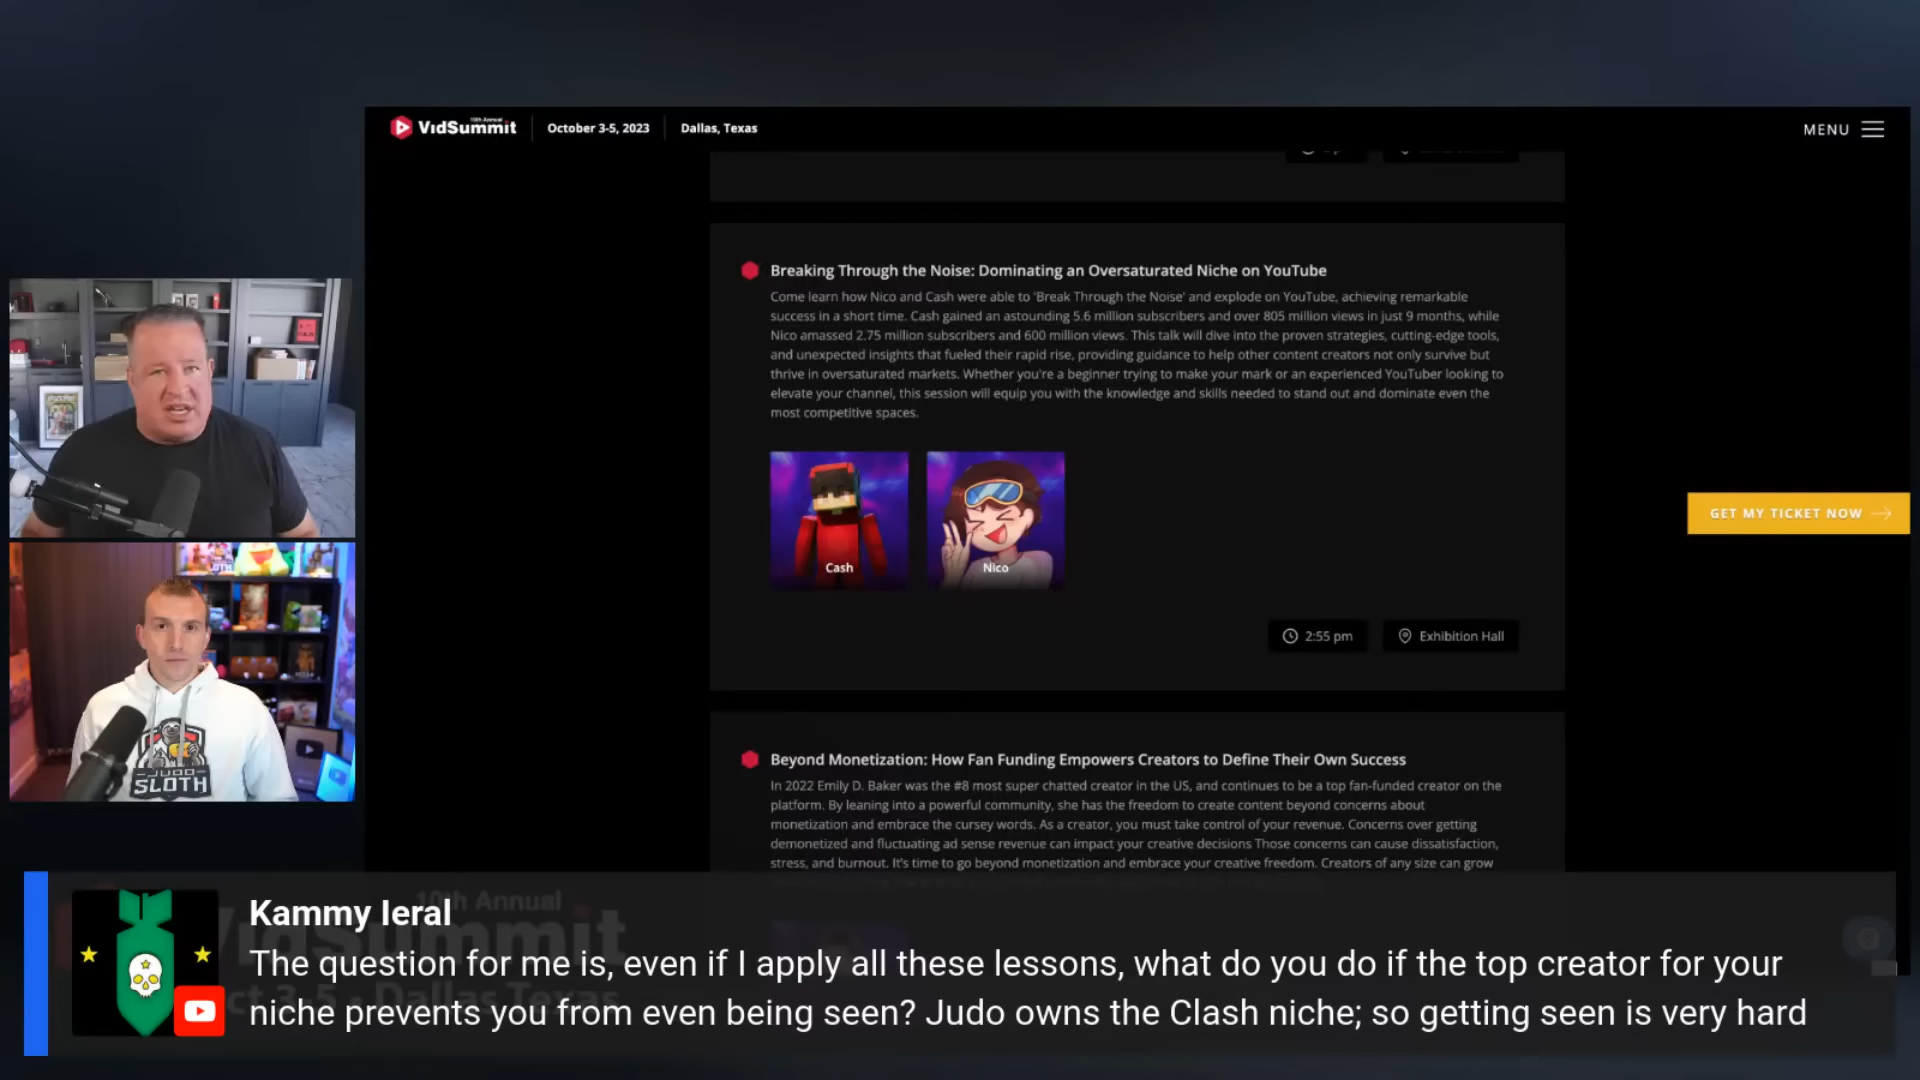 10th Annual
VidSummit
October 3-5, 2023
Dallas, Texas
MENU
Breaking Through the Noise: Dominating an Oversaturated Niche on YouTube
Come learn how Nico and Cash were able to 'Break Through the Noise' and explode on YouTube, achieving remarkable
success in a short time. Cash gained an astounding 5.6 million subscribers and over 805 million views in just 9 months, while
Nico amassed 2.75 million subscribers and 600 million views. This talk will dive into the proven strategies, cutting-edge tools,
and unexpected insights that fueled their rapid rise, providing guidance to help other content creators not only survive but
thrive in oversaturated markets. Whether you're a beginner trying to make your mark or an experienced YouTuber looking to
elevate your channel, this session will equip you with the knowledge and skills needed to stand out and dominate even the
most competitive spaces.
Cash
Nico
GET MY TICKET NOW
2:55 pm
Exhibition Hall
Beyond Monetization: How Fan Funding Empowers Creators to Define Their Own Success
In 2022 Emily D. Baker was the #8 most super chatted creator in the US, and continues to be a top fan-funded creator on the
platform. By leaning into a powerful community, she has the freedom to create content beyond concerns about
monetization and embrace the cursey words. As a creator, you must take control of your revenue. Concerns over getting
demonetized and fluctuating ad sense revenue can impact your creative decisions Those concerns can cause dissatisfaction,
stress, and burnout. It's time to go beyond monetization and embrace your creative freedom. Creators of any size can grow
JUDO
SLOTH
10th Annual
VidSummit
Oct 3-5 • Dallas Texas
Kammy Ieral
The question for me is, even if I apply all these lessons, what do you do if the top creator for your
niche prevents you from even being seen? Judo owns the Clash niche; so getting seen is very hard